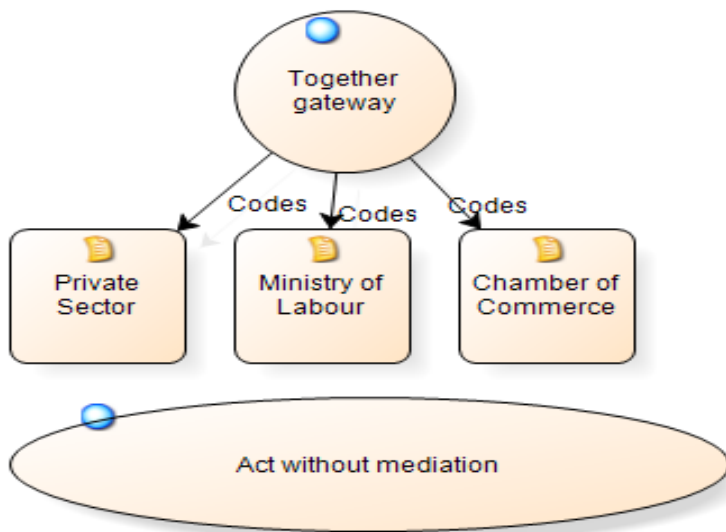 Together
gateway
Codes
Codes
Codes
Private
Sector
Ministry of
Labour
Chamber of
Commerce
Act without mediation